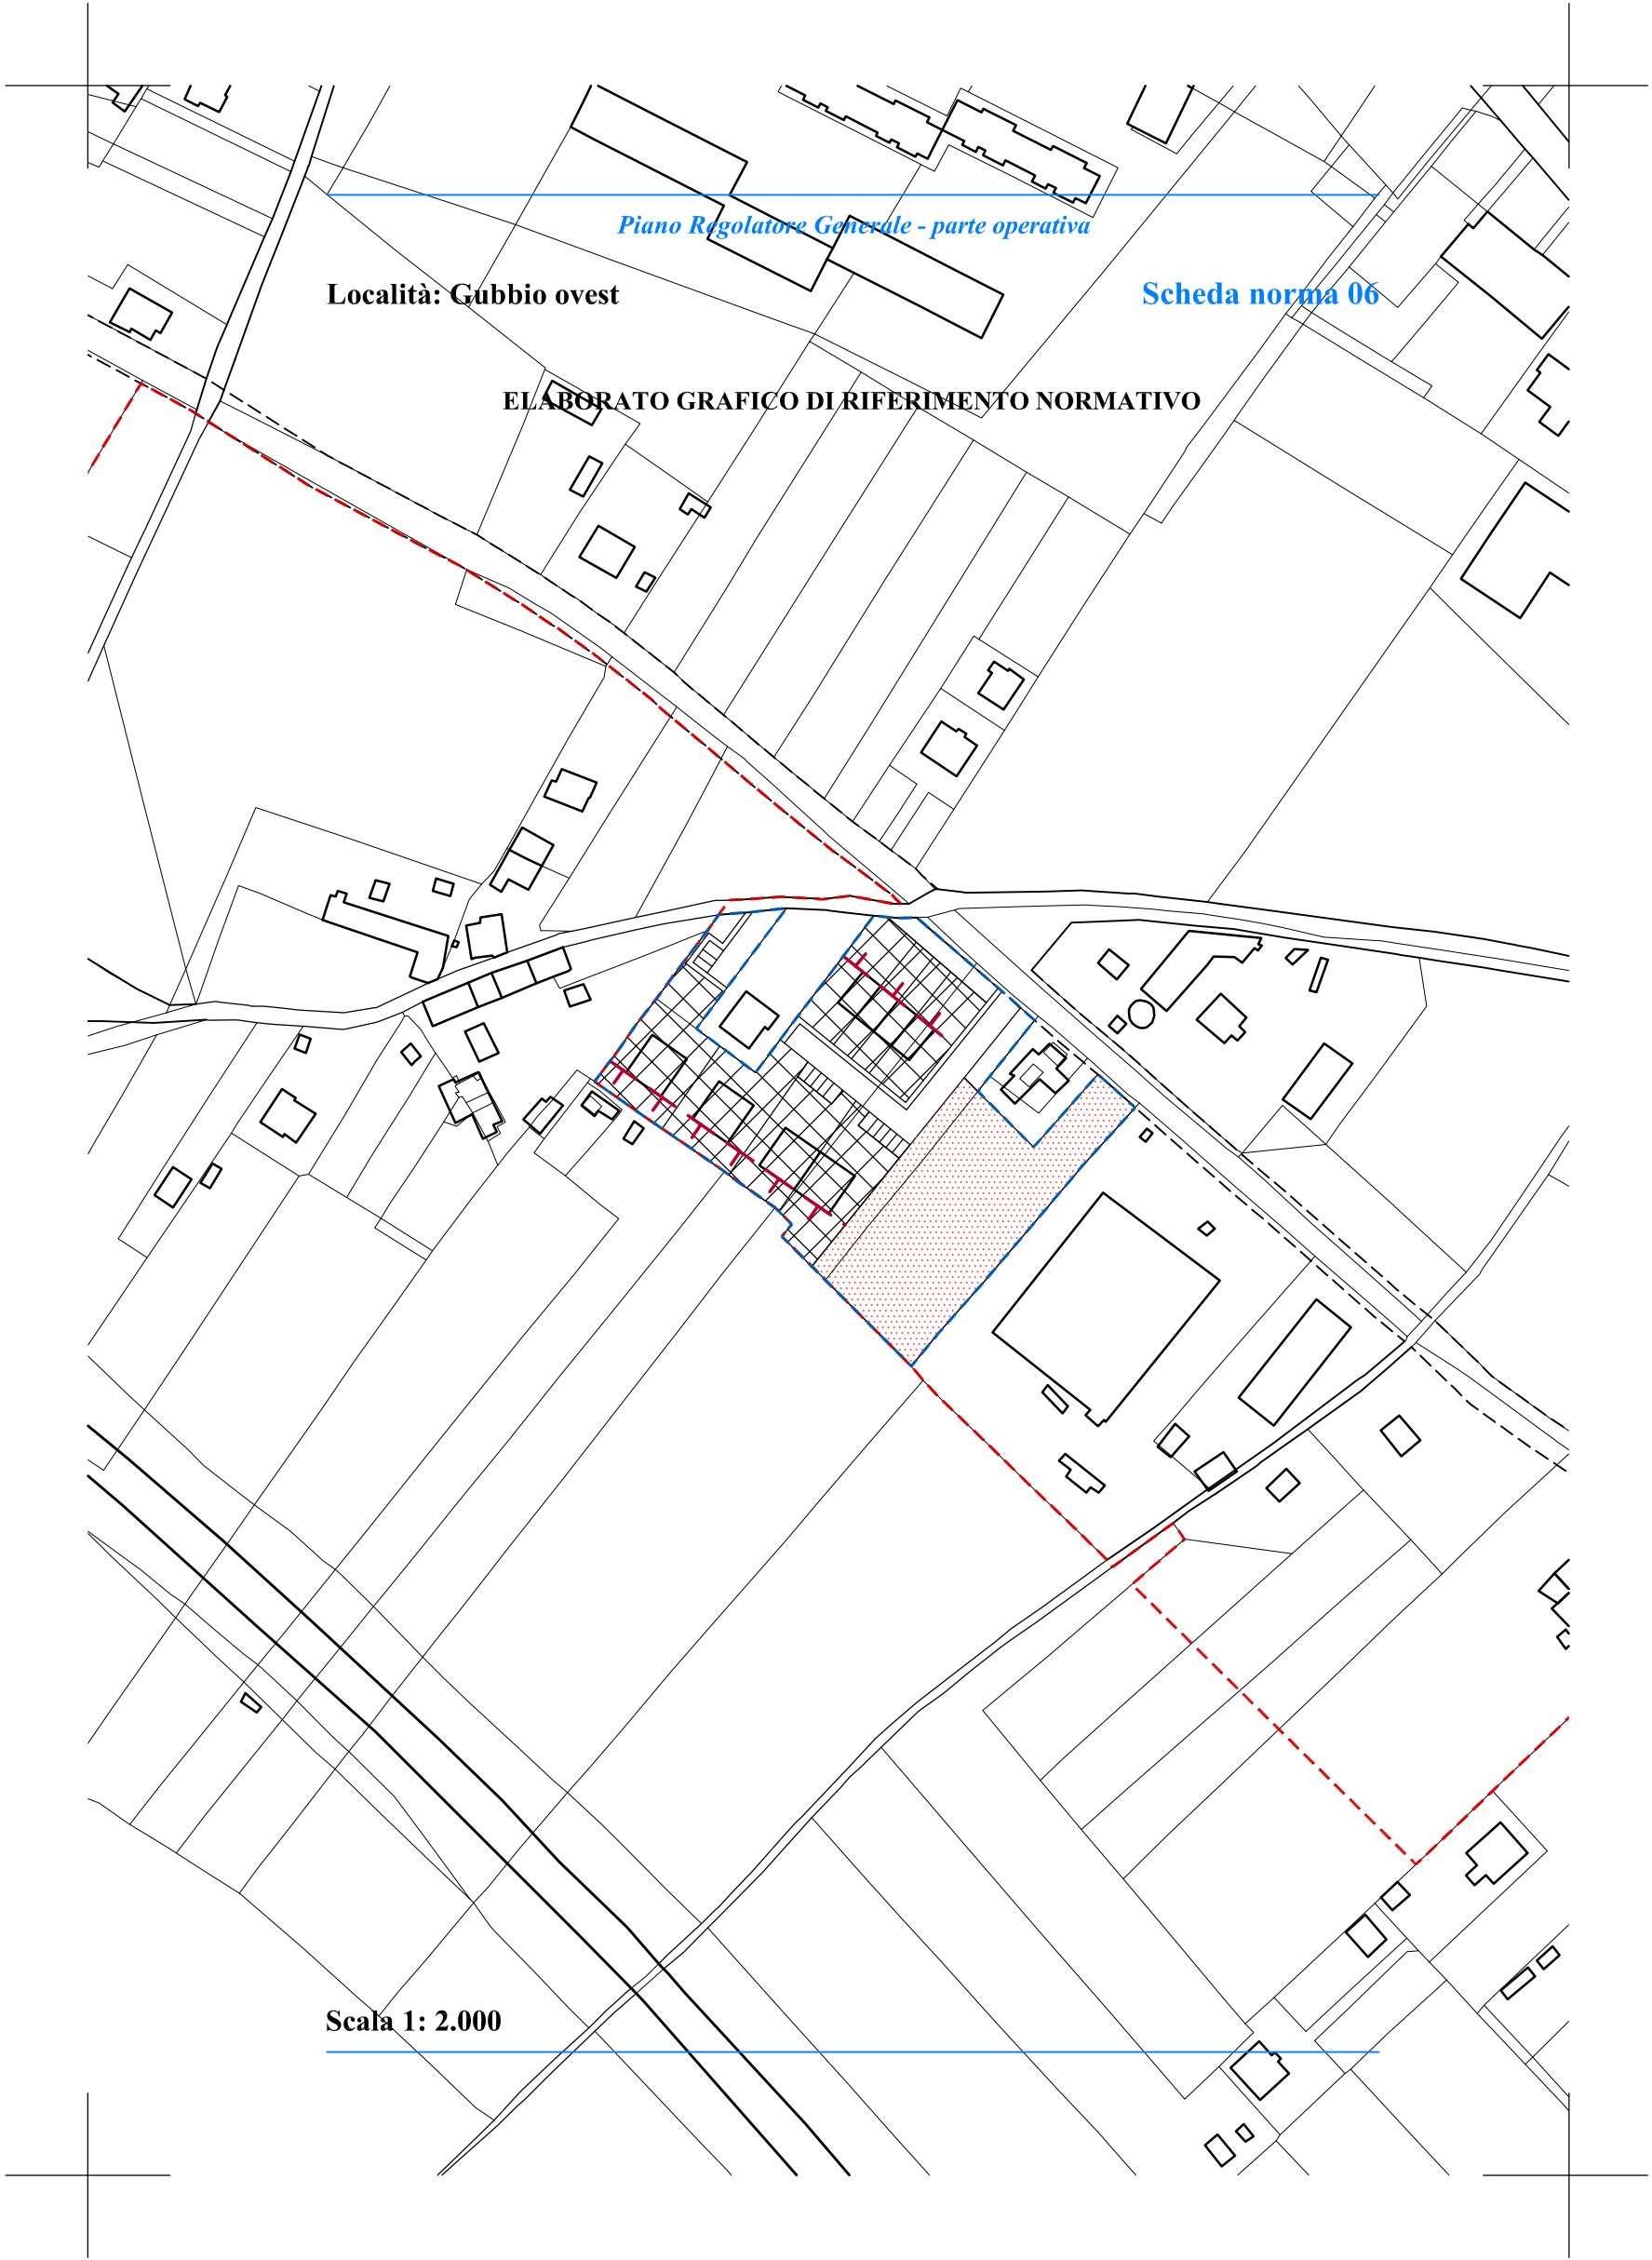 Piano Regolatore Generale - parte operativa
Località: Gubbio ovest
Scheda norma 06
ELABORATO GRAFICO DI RIFERIMENTO NORMATIVO
Scala 1: 2.000